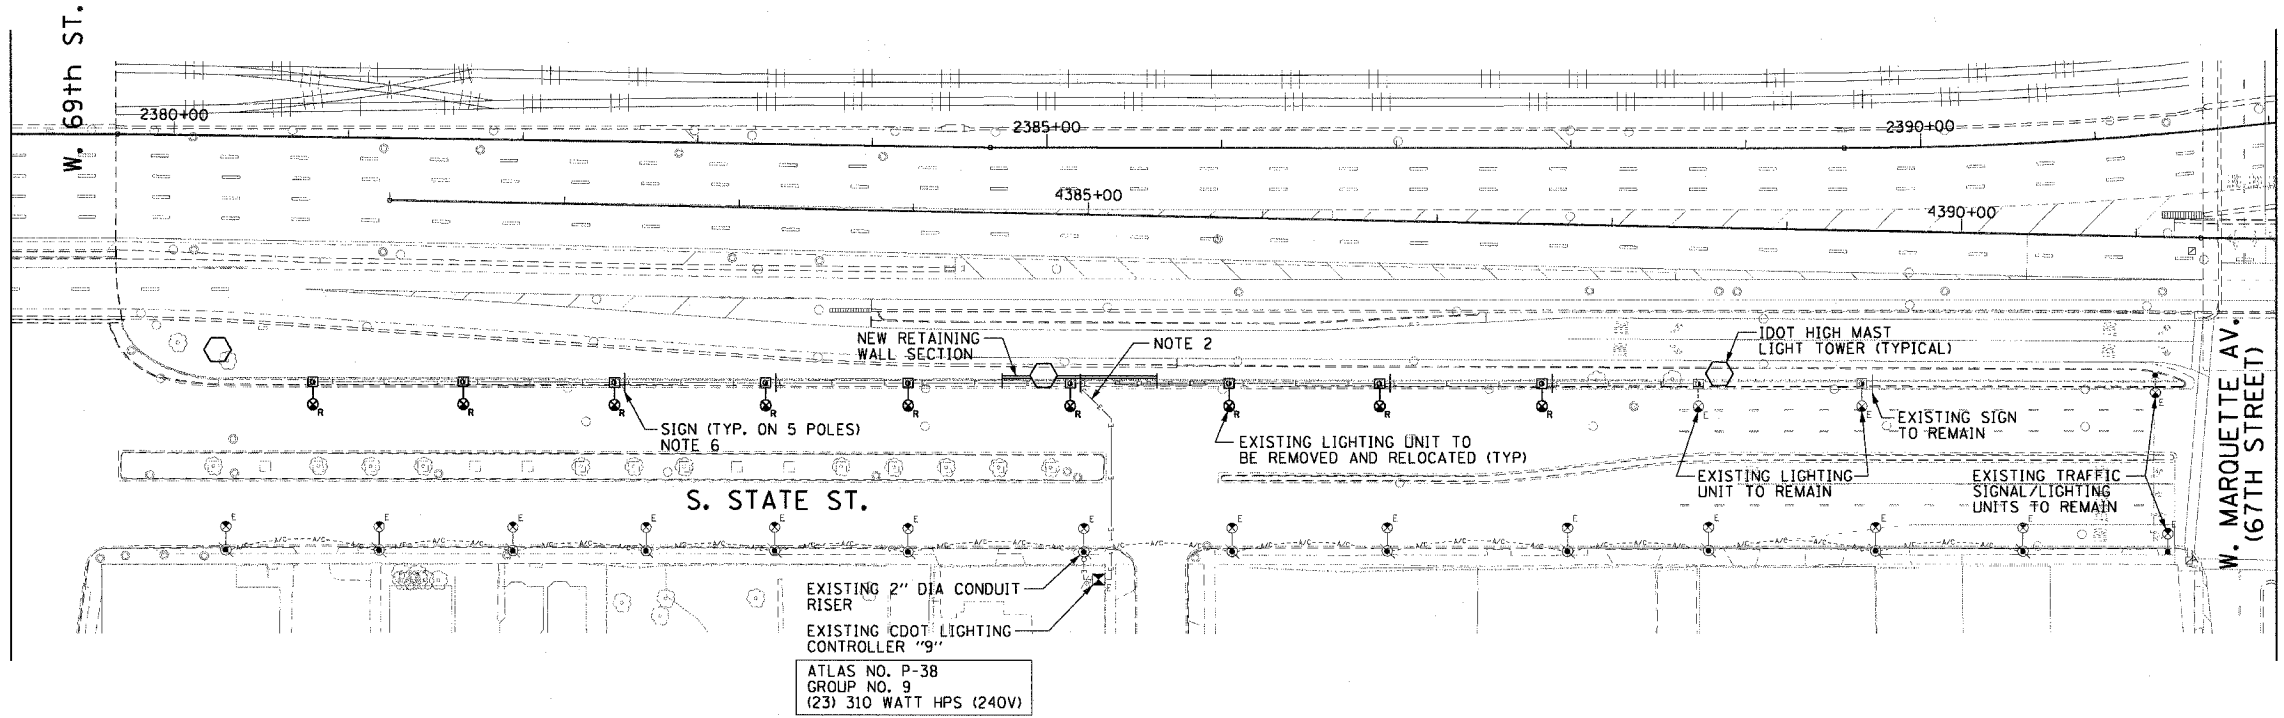 W. 69th ST.
2380+00
2385+00
2390+00
4385+00
4390+00
NEW RETAINING
WALL SECTION
NOTE 2
IDOT HIGH MAST
LIGHT TOWER (TYPICAL)
R
R
R
R
R
R
R
R
R
E
E
E
SIGN (TYP. ON 5 POLES)
NOTE 6
EXISTING LIGHTING UNIT TO
BE REMOVED AND RELOCATED (TYP)
EXISTING SIGN
TO REMAIN
EXISTING LIGHTING
UNIT TO REMAIN
EXISTING TRAFFIC
SIGNAL/LIGHTING
UNITS TO REMAIN
W. MARQUETTE AV.
(67TH STREET)
S. STATE ST.
E
E
E
E
E
E
E
E
E
E
E
E
E
A/C
A/C
A/C
A/C
A/C
A/C
A/C
A/C
A/C
A/C
A/C
A/C
A/C
EXISTING 2" DIA CONDUIT
RISER
EXISTING CDOT LIGHTING
CONTROLLER "9"
ATLAS NO. P-38
GROUP NO. 9
(23) 310 WATT HPS (240V)